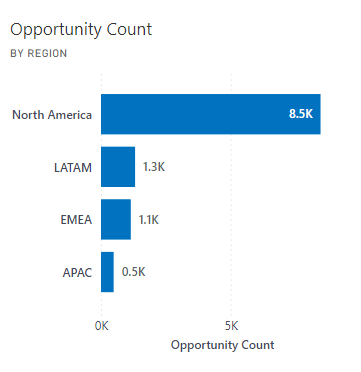 Opportunity Count
BY REGION
North America 8.5K
LATAM 1.3K
EMEA 1.1K
APAC 0.5K
0K 5K
Opportunity Count